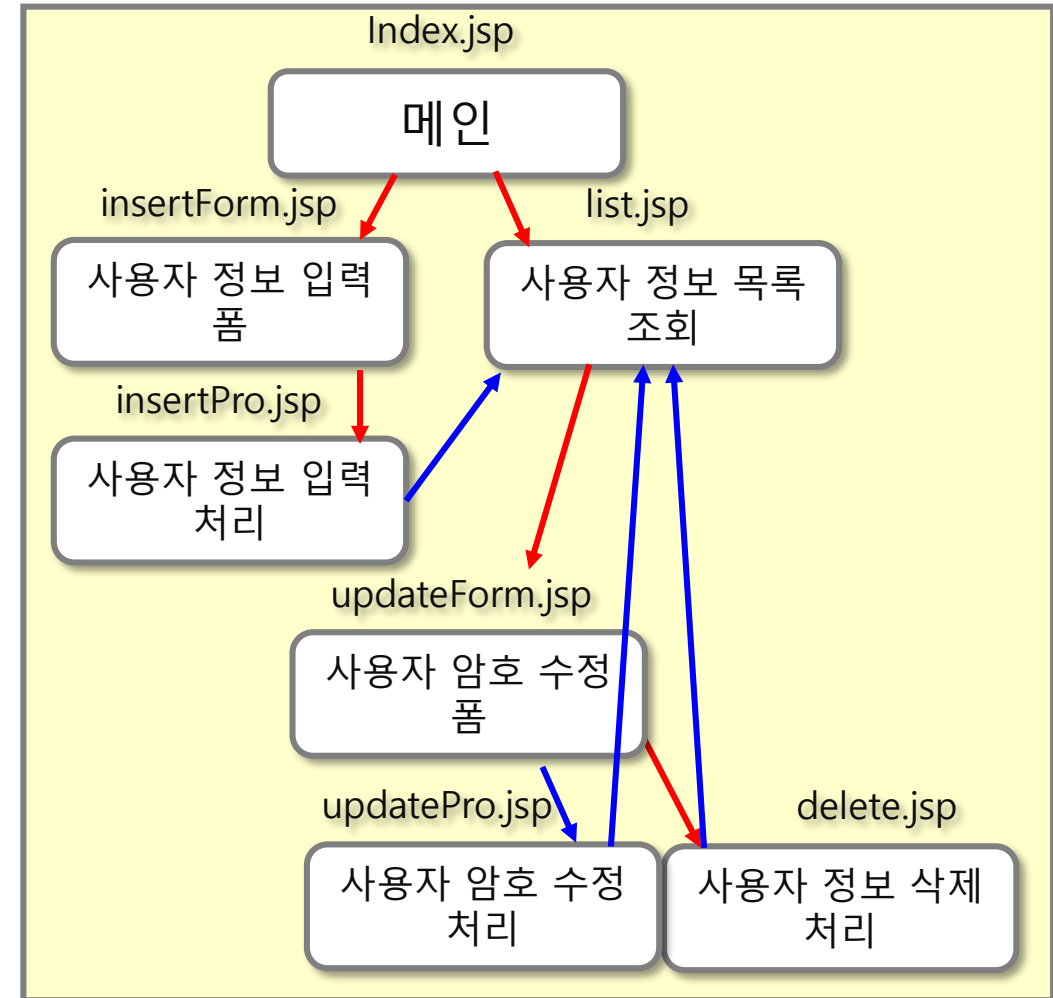 Index.jsp
메인
insertForm.jsp
list.jsp
사용자 정보 입력
폼
사용자 정보 목록
조회
insertPro.jsp
사용자 정보 입력
처리
updateForm.jsp
사용자 암호 수정
폼
updatePro.jsp
delete.jsp
사용자 암호 수정
처리
사용자 정보 삭제
처리